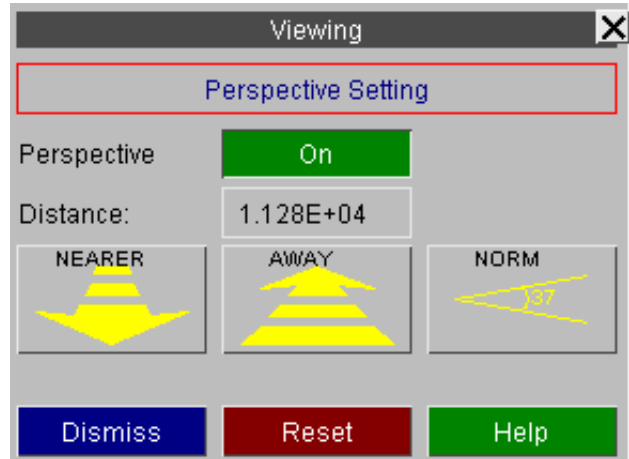 Viewing
Perspective Setting
Perspective On
Distance: 1.128E+04
NEARER AWAY NORM
37
Dismiss Reset Help